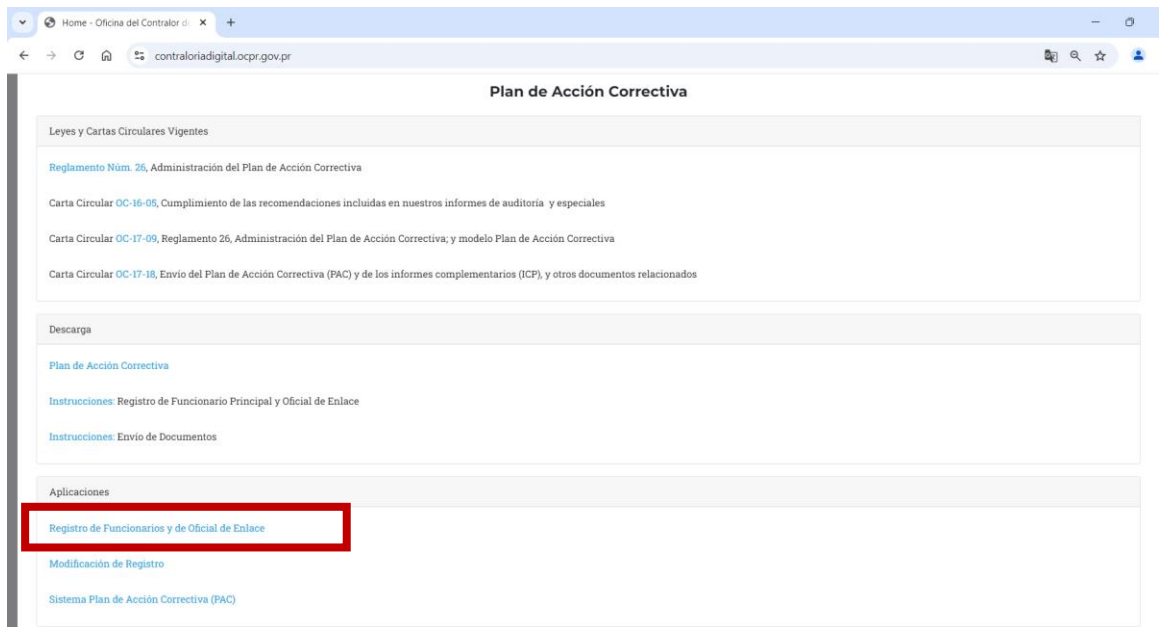 Home - Oficina del Contralor d
contraloriadigital.ocpr.gov.pr
Plan de Acción Correctiva
Leyes y Cartas Circulares Vigentes
Reglamento Núm. 26, Administración del Plan de Acción Correctiva
Carta Circular OC-16-05, Cumplimiento de las recomendaciones incluidas en nuestros informes de auditoría y especiales
Carta Circular OC-17-09, Reglamento 26, Administración del Plan de Acción Correctiva; y modelo Plan de Acción Correctiva
Carta Circular OC-17-18, Envío del Plan de Acción Correctiva (PAC) y de los informes complementarios (ICP), y otros documentos relacionados
Descarga
Plan de Acción Correctiva
Instrucciones: Registro de Funcionario Principal y Oficial de Enlace
Instrucciones: Envío de Documentos
Aplicaciones
Registro de Funcionarios y de Oficial de Enlace
Modificación de Registro
Sistema Plan de Acción Correctiva (PAC)